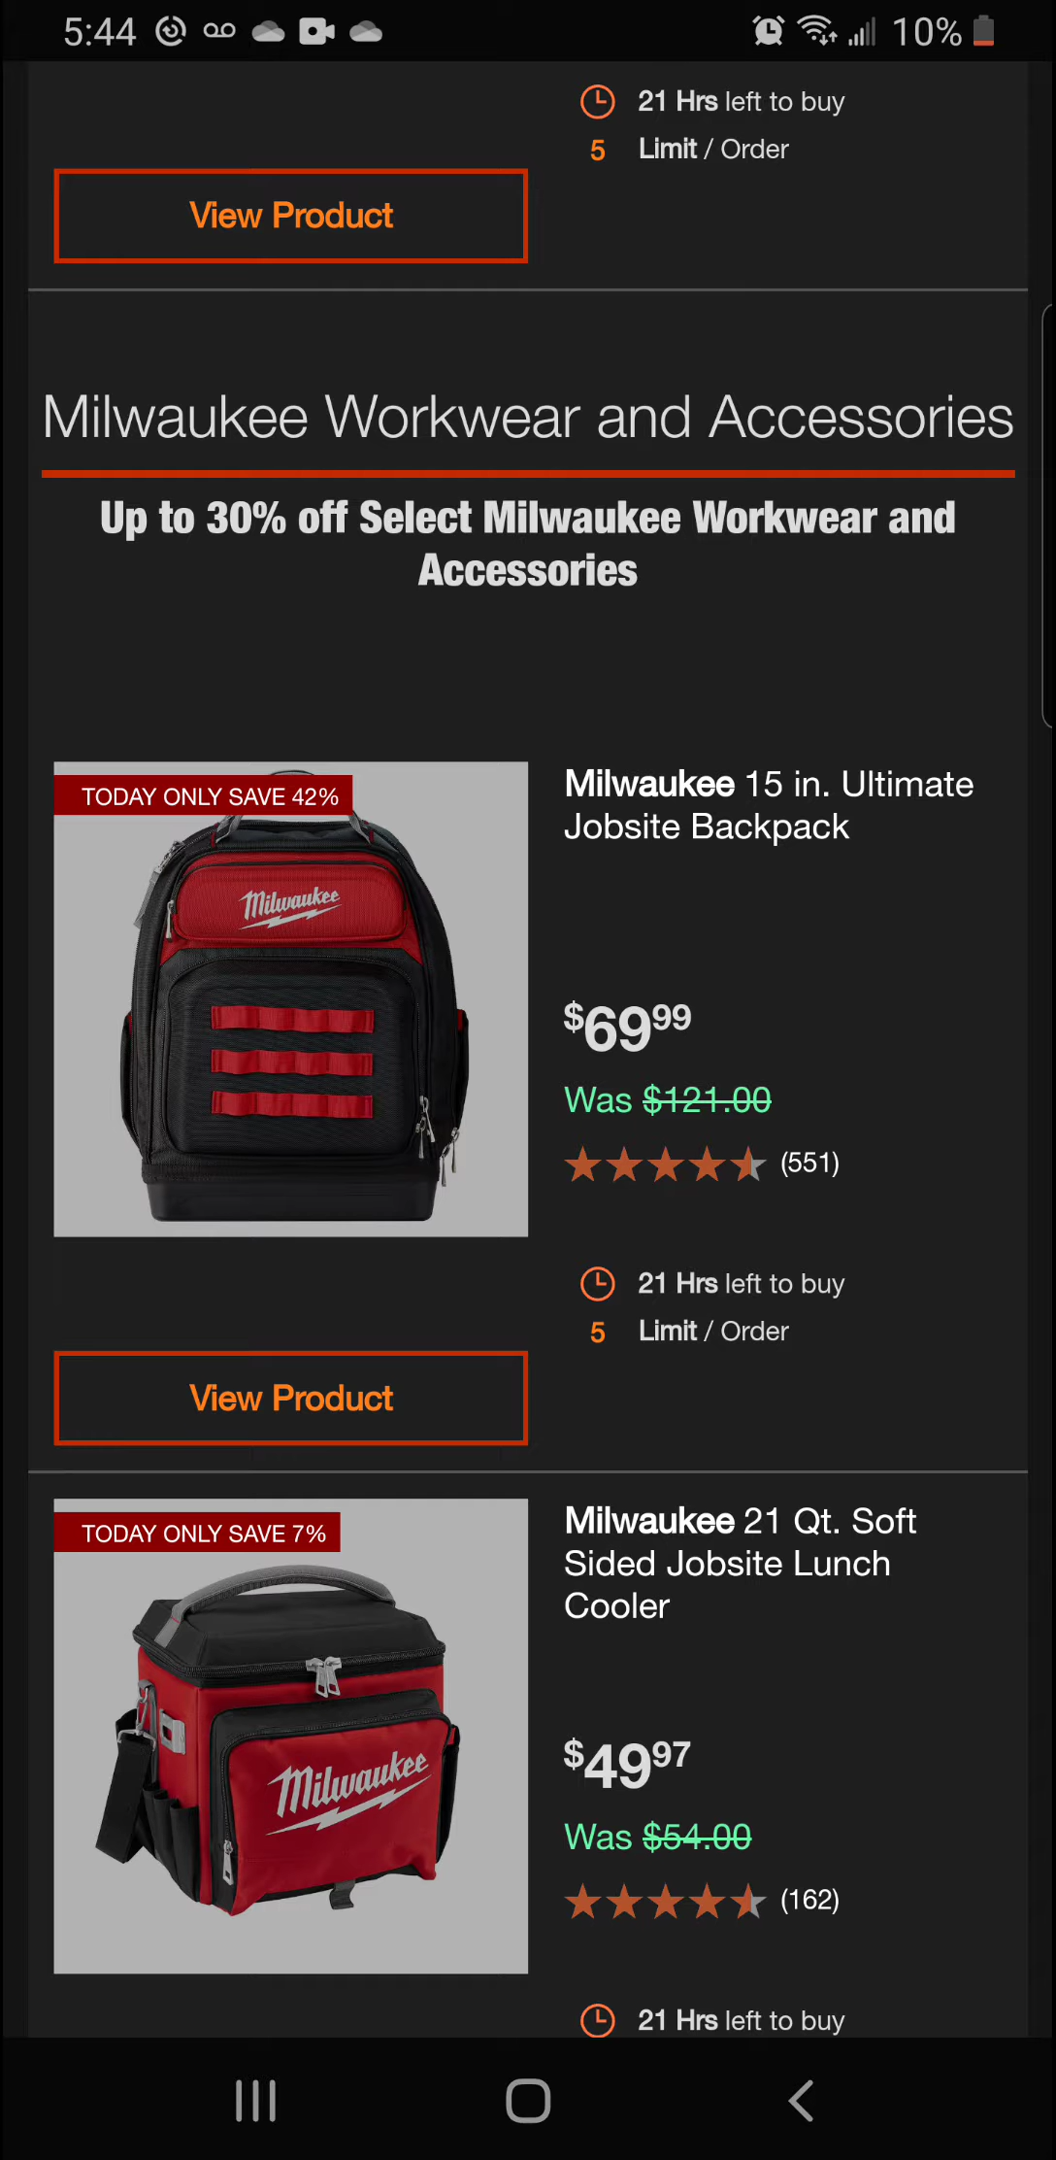 5:44
10%
21 Hrs left to buy
5 Limit / Order
View Product
Milwaukee Workwear and Accessories
Up to 30% off Select Milwaukee Workwear and
Accessories
TODAY ONLY SAVE 42%
Milwaukee
Milwaukee 15 in. Ultimate
Jobsite Backpack
$6999
Was $121.00
(551)
21 Hrs left to buy
5 Limit / Order
View Product
TODAY ONLY SAVE 7%
Milwaukee
Milwaukee 21 Qt. Soft
Sided Jobsite Lunch
Cooler
$4997
Was $54.00
(162)
21 Hrs left to buy